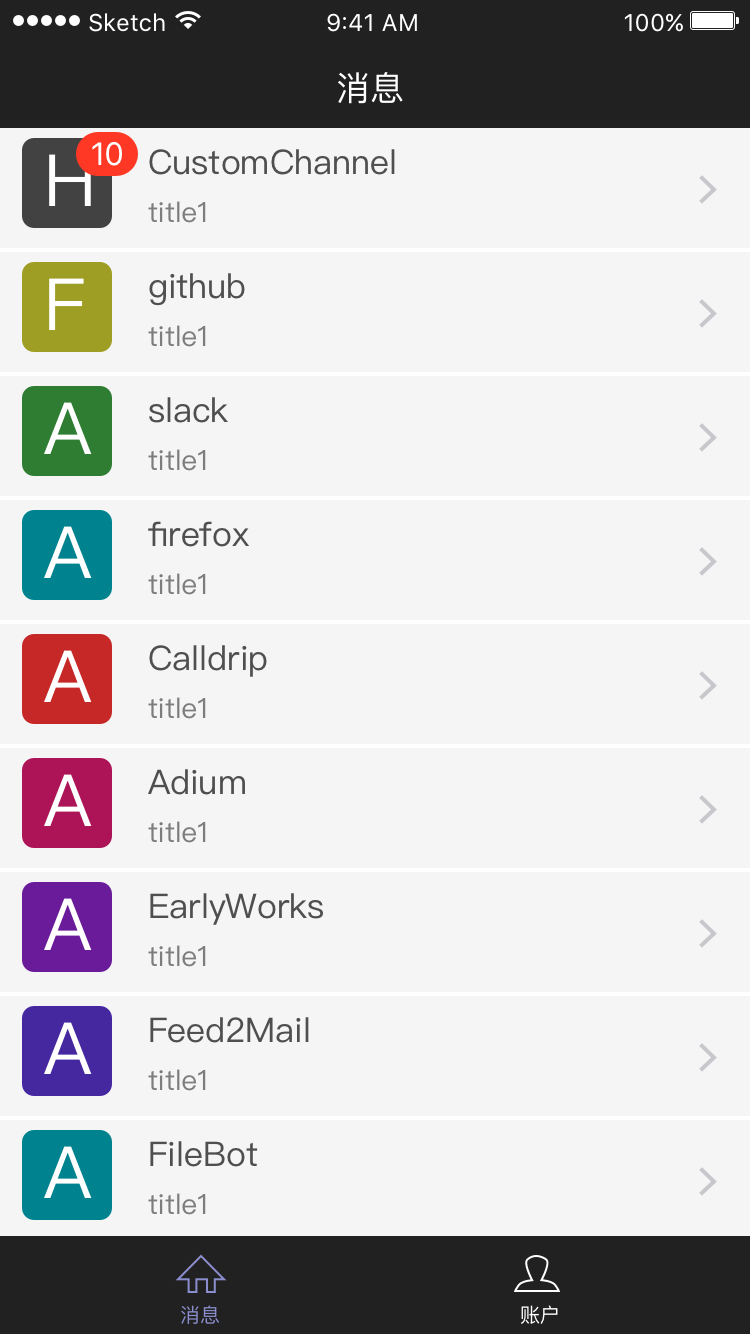 Sketch 9:41 AM 100%
消息
H 10 CustomChannel
title1
F github
title1
A slack
title1
A firefox
title1
A Calldrip
title1
A Adium
title1
A EarlyWorks
title1
A Feed2Mail
title1
A FileBot
title1
消息 账户